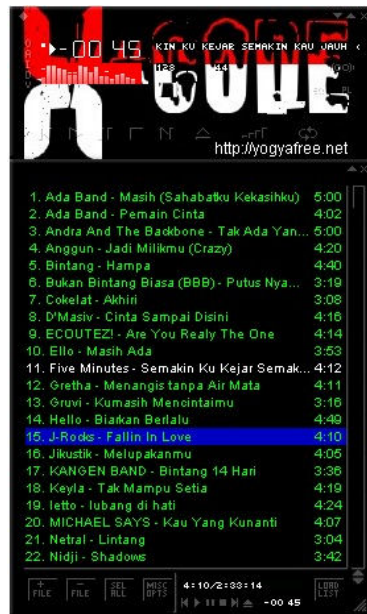 X-CODE
-00 45
KIN KU KEJAR SEMAKIN KAU JAUH <
http://yogyafree.net
1. Ada Band - Masih (Sahabatku Kekasihku) 5:00
2. Ada Band - Pemain Cinta 4:02
3. Andra And The Backbone - Tak Ada Yan... 5:00
4. Anggun - Jadi Milikmu (Crazy) 4:20
5. Bintang - Hampa 4:40
6. Bukan Bintang Biasa (BBB) - Putus Nya... 3:19
7. Cokelat - Akhiri 3:08
8. D'Masiv - Cinta Sampai Disini 4:16
9. ECOUTEZ! - Are You Realy The One 4:14
10. Ello - Masih Ada 3:53
11. Five Minutes - Semakin Ku Kejar Semak... 4:12
12. Gretha - Menangis tanpa Air Mata 4:11
13. Gruvi - Kumasih Mencintaimu 3:16
14. Hello - Biarkan Berlalu 4:49
15. J-Rocks - Fallin In Love 4:10
16. Jikustik - Melupakanmu 4:05
17. KANGEN BAND - Bintang 14 Hari 3:36
18. Keyla - Tak Mampu Setia 4:19
19. letto - lubang di hati 4:24
20. MICHAEL SAYS - Kau Yang Kunanti 4:07
21. Netral - Lintang 3:04
22. Nidji - Shadows 3:42
+ FILE - FILE SEL ALL MISC OPTS 4:10/2:33:14 LOAD LIST
-00 45